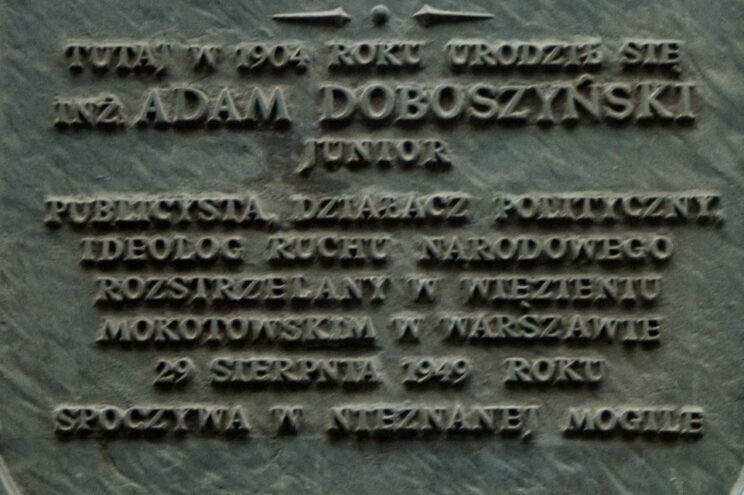 TUTAJ W 1904 ROKU URODZIŁ SIĘ
INŻ. ADAM DOBOSZYŃSKI
JUNIOR
PUBLICYSTA, DZIAŁACZ POLITYCZNY,
IDEOLOG RUCHU NARODOWEGO
ROZSTRZELANY W WIĘZIENIU
MOKOTOWSKIM W WARSZAWIE
29 SIERPNIA 1949 ROKU
SPOCZYWA W NIEZNANEJ MOGILE